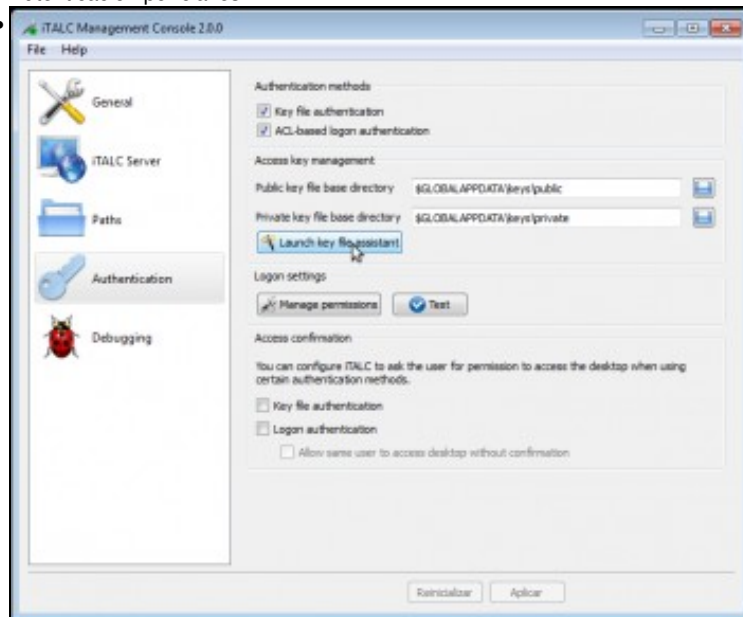 iTALC Management Console 2.0.0
File Help
General
iTALC Server
Paths
Authentication
Debugging
Authentication methods
Key file authentication
ACL-based logon authentication
Access key management
Public key file base directory $GLOBALAPPDATA\keys\public
Private key file base directory $GLOBALAPPDATA\keys\private
Launch key file assistant
Logon settings
Manage permissions Test
Access confirmation
You can configure iTALC to ask the user for permission to access the desktop when using
certain authentication methods.
Key file authentication
Logon authentication
Allow same user to access desktop without confirmation
Reinicializar Aplicar